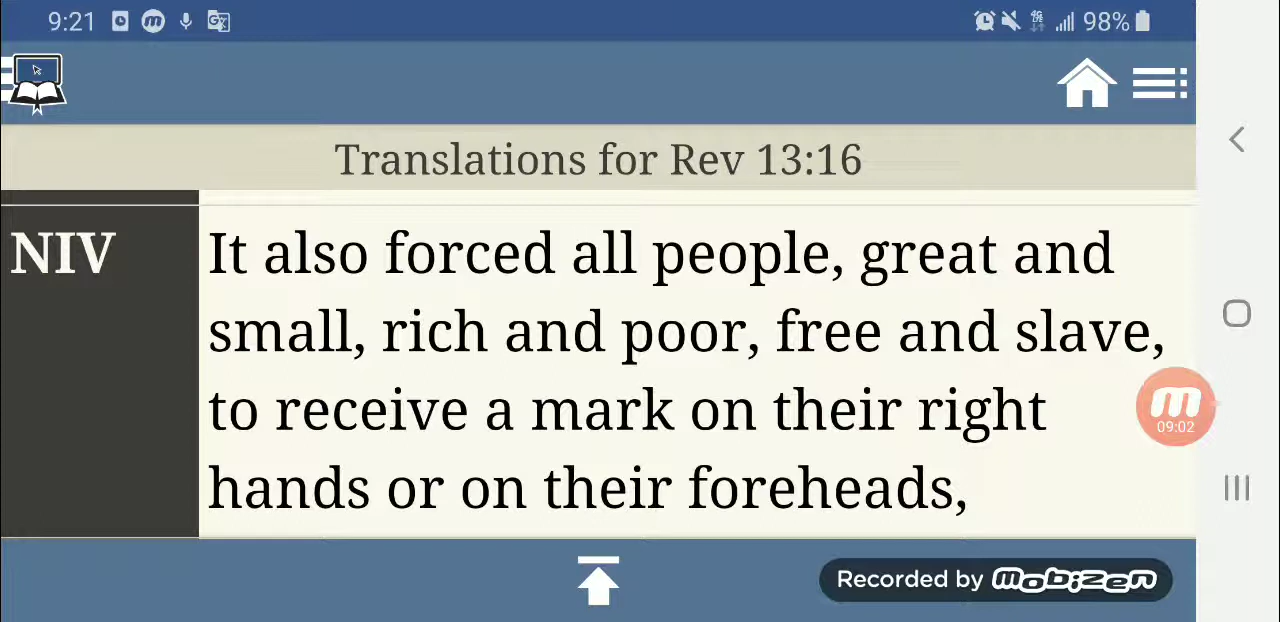 9:21 98%
Translations for Rev 13:16
NIV It also forced all people, great and
small, rich and poor, free and slave,
to receive a mark on their right
09:02
hands or on their foreheads,
Recorded by mobizen